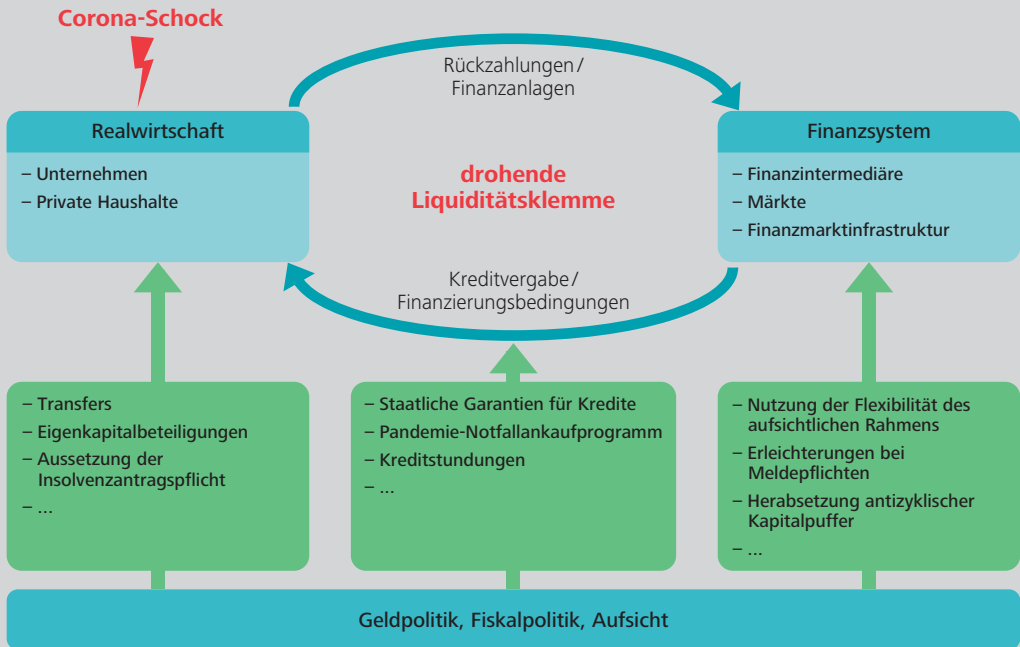 Corona-Schock
Rückzahlungen/
Finanzanlagen
Realwirtschaft
– Unternehmen
– Private Haushalte
drohende
Liquiditätsklemme
Finanzsystem
– Finanzintermediäre
– Märkte
– Finanzmarktinfrastruktur
Kreditvergabe/
Finanzierungsbedingungen
– Transfers
– Eigenkapitalbeteiligungen
– Aussetzung der
Insolvenzantragspflicht
– ...
– Staatliche Garantien für Kredite
– Pandemie-Notfallankaufprogramm
– Kreditstundungen
– ...
– Nutzung der Flexibilität des
aufsichtlichen Rahmens
– Erleichterungen bei
Meldepflichten
– Herabsetzung antizyklischer
Kapitalpuffer
– ...
Geldpolitik, Fiskalpolitik, Aufsicht